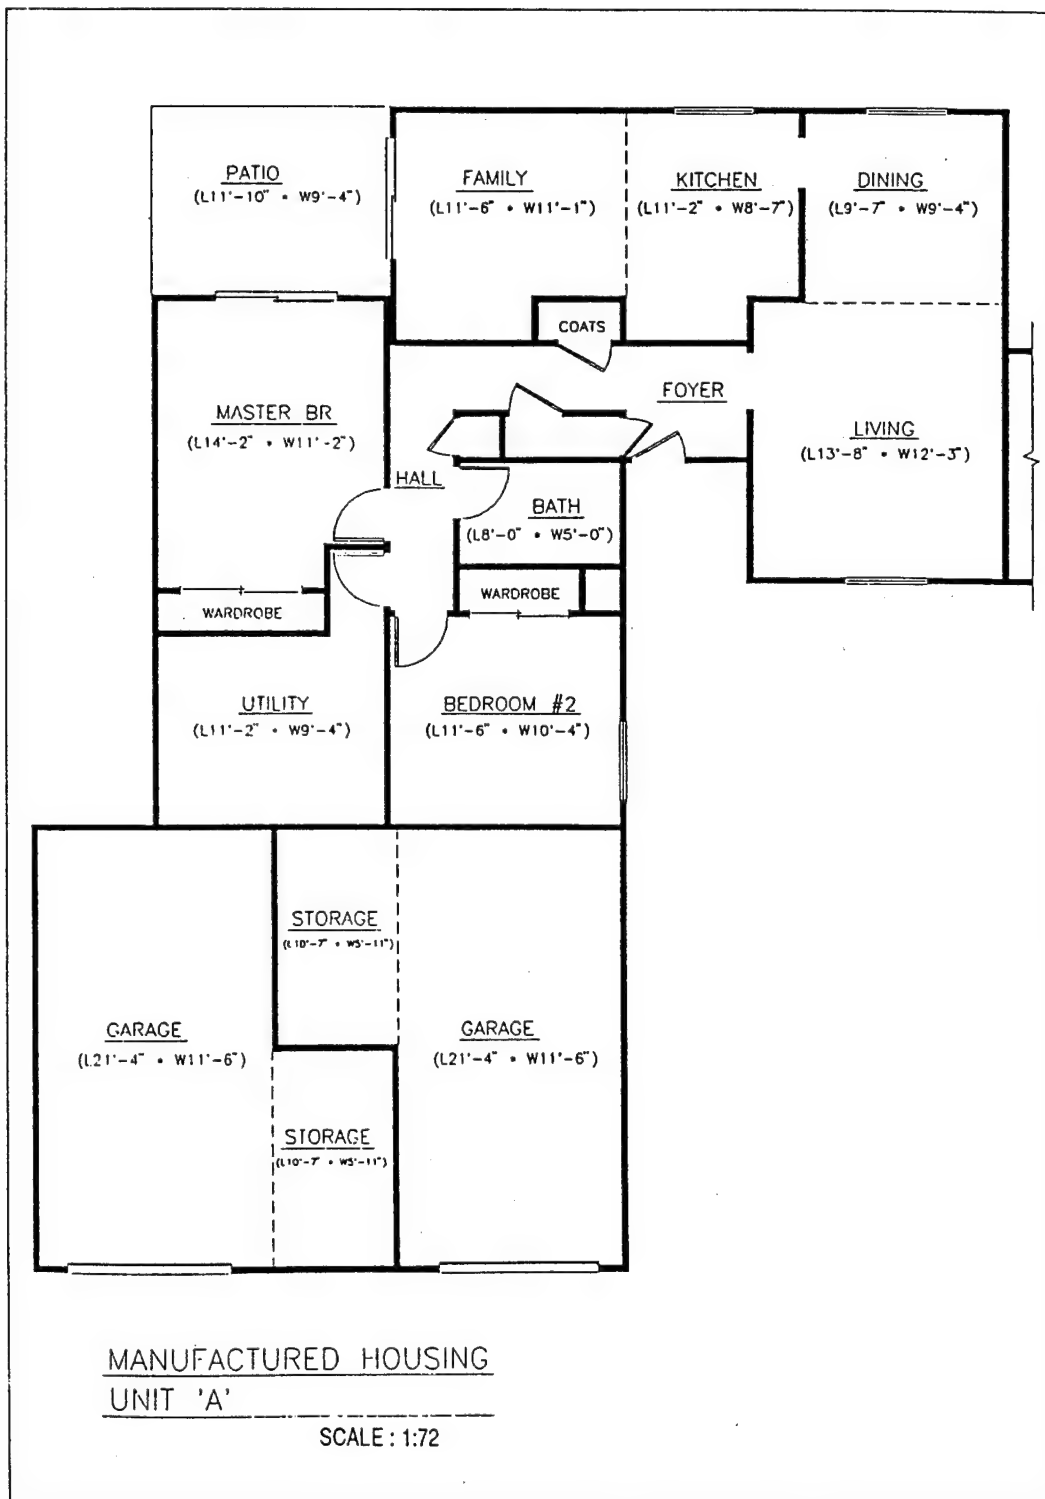 PATIO
(L11'-10" • W9'-4")
FAMILY
(L11'-6" • W11'-1")
KITCHEN
(L11'-2" • W8'-7")
DINING
(L9'-7" • W9'-4")
COATS
FOYER
MASTER BR
(L14'-2" • W11'-2")
LIVING
(L13'-8" • W12'-3")
HALL
BATH
(L8'-0" • W5'-0")
WARDROBE
WARDROBE
UTILITY
(L11'-2" • W9'-4")
BEDROOM #2
(L11'-6" • W10'-4")
STORAGE
(L10'-7" • W5'-11")
GARAGE
(L21'-4" • W11'-6")
GARAGE
(L21'-4" • W11'-6")
STORAGE
(L10'-7" • W5'-11")
MANUFACTURED HOUSING
UNIT 'A'
SCALE : 1:72